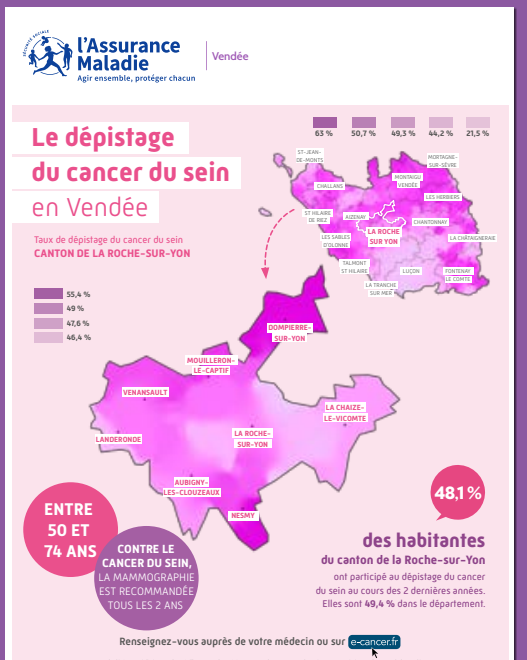 SÉCURITÉ SOCIALE
l'Assurance
Maladie
Agir ensemble, protéger chacun
Vendée
Le dépistage
du cancer du sein
en Vendée
Taux de dépistage du cancer du sein
CANTON DE LA ROCHE-SUR-YON
55,4 %
49 %
47,6 %
46,4 %
63 %
50,7 %
49,3 %
44,2 %
21,5 %
ST-JEAN-
DE-MONTS
MORTAGNE-
SUR-SÈVRE
CHALLANS
MONTAIGU
VENDÉE
LES HERBIERS
ST HILAIRE
DE RIEZ
AIZENAY
CHANTONNAY
LA ROCHE
SUR YON
LES SABLES
D'OLONNE
LA CHÂTAIGNERAIE
TALMONT
ST HILAIRE
LUÇON
FONTENAY
LE COMTE
LA TRANCHE
SUR MER
DOMPIERRE-
SUR-YON
MOUILLERON-
LE-CAPTIF
VENANSAULT
LA CHAIZE-
LE-VICOMTE
LANDERONDE
LA ROCHE-
SUR-YON
AUBIGNY-
LES-CLOUZEAUX
NESMY
ENTRE
50 ET
74 ANS
CONTRE LE
CANCER DU SEIN,
LA MAMMOGRAPHIE
EST RECOMMANDÉE
TOUS LES 2 ANS
48,1 %
des habitantes
du canton de la Roche-sur-Yon
ont participé au dépistage du cancer
du sein au cours des 2 dernières années.
Elles sont 49,4 % dans le département.
Renseignez-vous auprès de votre médecin ou sur e-cancer.fr